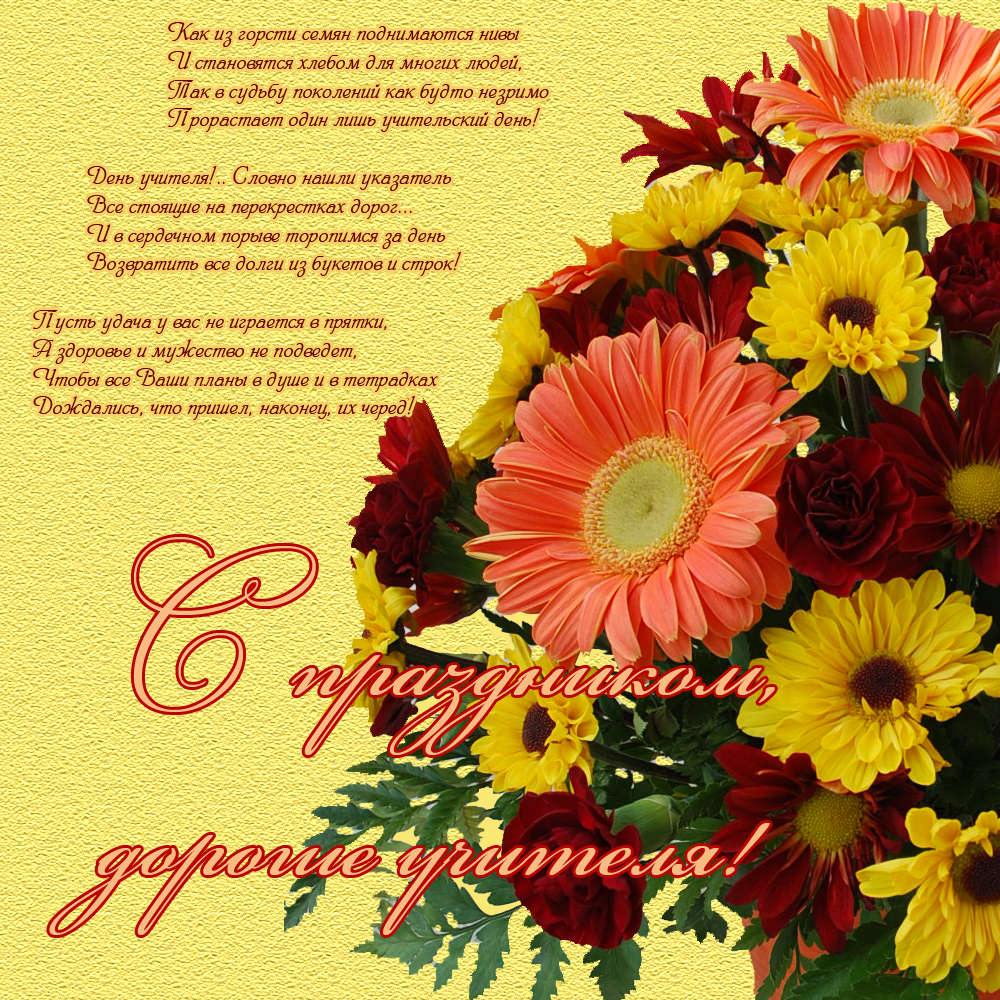 Как из горсти семян поднимаются нивы
И становятся хлебом для многих людей,
Так в судьбу поколений как будто незримо
Прорастает один лишь учительский день!
День учителя!.. Словно нашли указатель
Все стоящие на перекрестках дорог...
И в сердечном порыве торопимся за день
Возвратить все долги из букетов и строк!
Пусть удача у вас не играется в прятки,
А здоровье и мужество не подведет,
Чтобы все Ваши планы в душе и в тетрадках
Дождались, что пришел, наконец, их черед!
С праздником,
дорогие учителя!